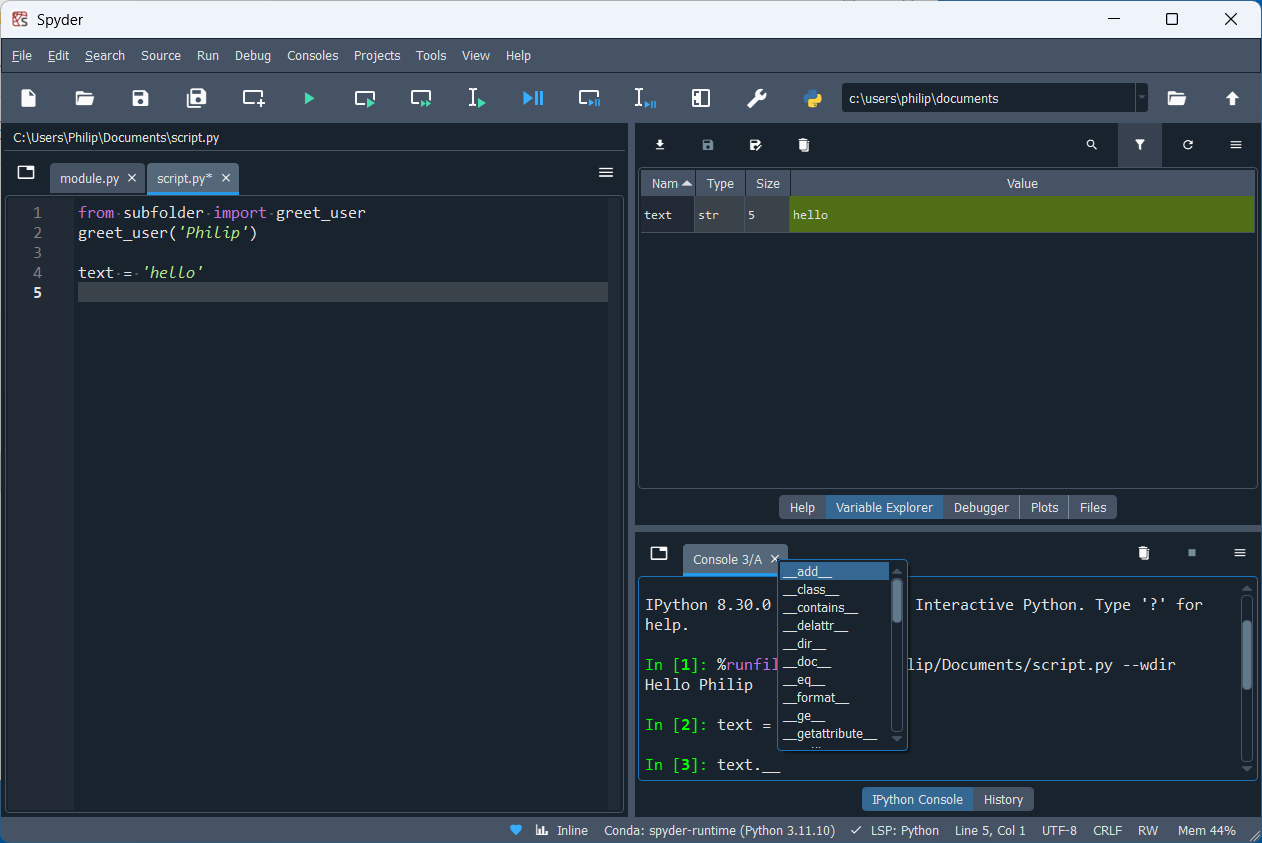 Spyder
File Edit Search Source Run Debug Consoles Projects Tools View Help
c:\users\philip\documents
C:\Users\Philip\Documents\script.py
module.py
script.py*
1 from subfolder import greet_user
2 greet_user('Philip')
3
4 text = 'hello'
5
Nam Type Size Value
text str 5 hello
Help Variable Explorer Debugger Plots Files
Console 3/A
IPython 8.30.0 Interactive Python. Type '?' for
help.
In [1]: %runfil lip/Documents/script.py --wdir
Hello Philip
In [2]: text =
In [3]: text.__
__add__
__class__
__contains__
__delattr__
__dir__
__doc__
__eq__
__format__
__ge__
__getattribute__
IPython Console History
Inline Conda: spyder-runtime (Python 3.11.10) LSP: Python Line 5, Col 1 UTF-8 CRLF RW Mem 44%